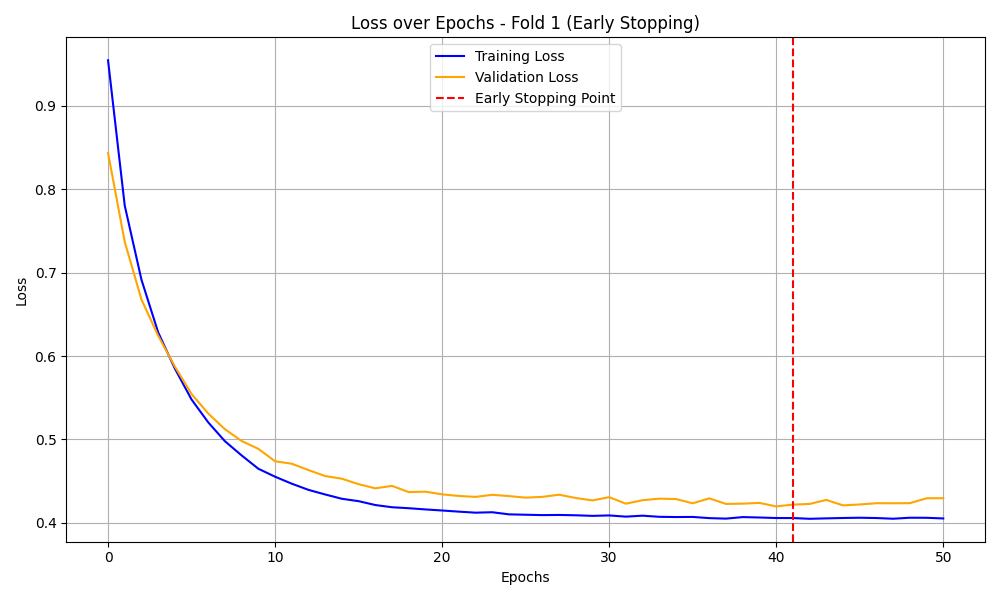 Loss over Epochs - Fold 1 (Early Stopping)
Training Loss
Validation Loss
Early Stopping Point
Loss
0.9
0.8
0.7
0.6
0.5
0.4
0 10 20 30 40 50
Epochs